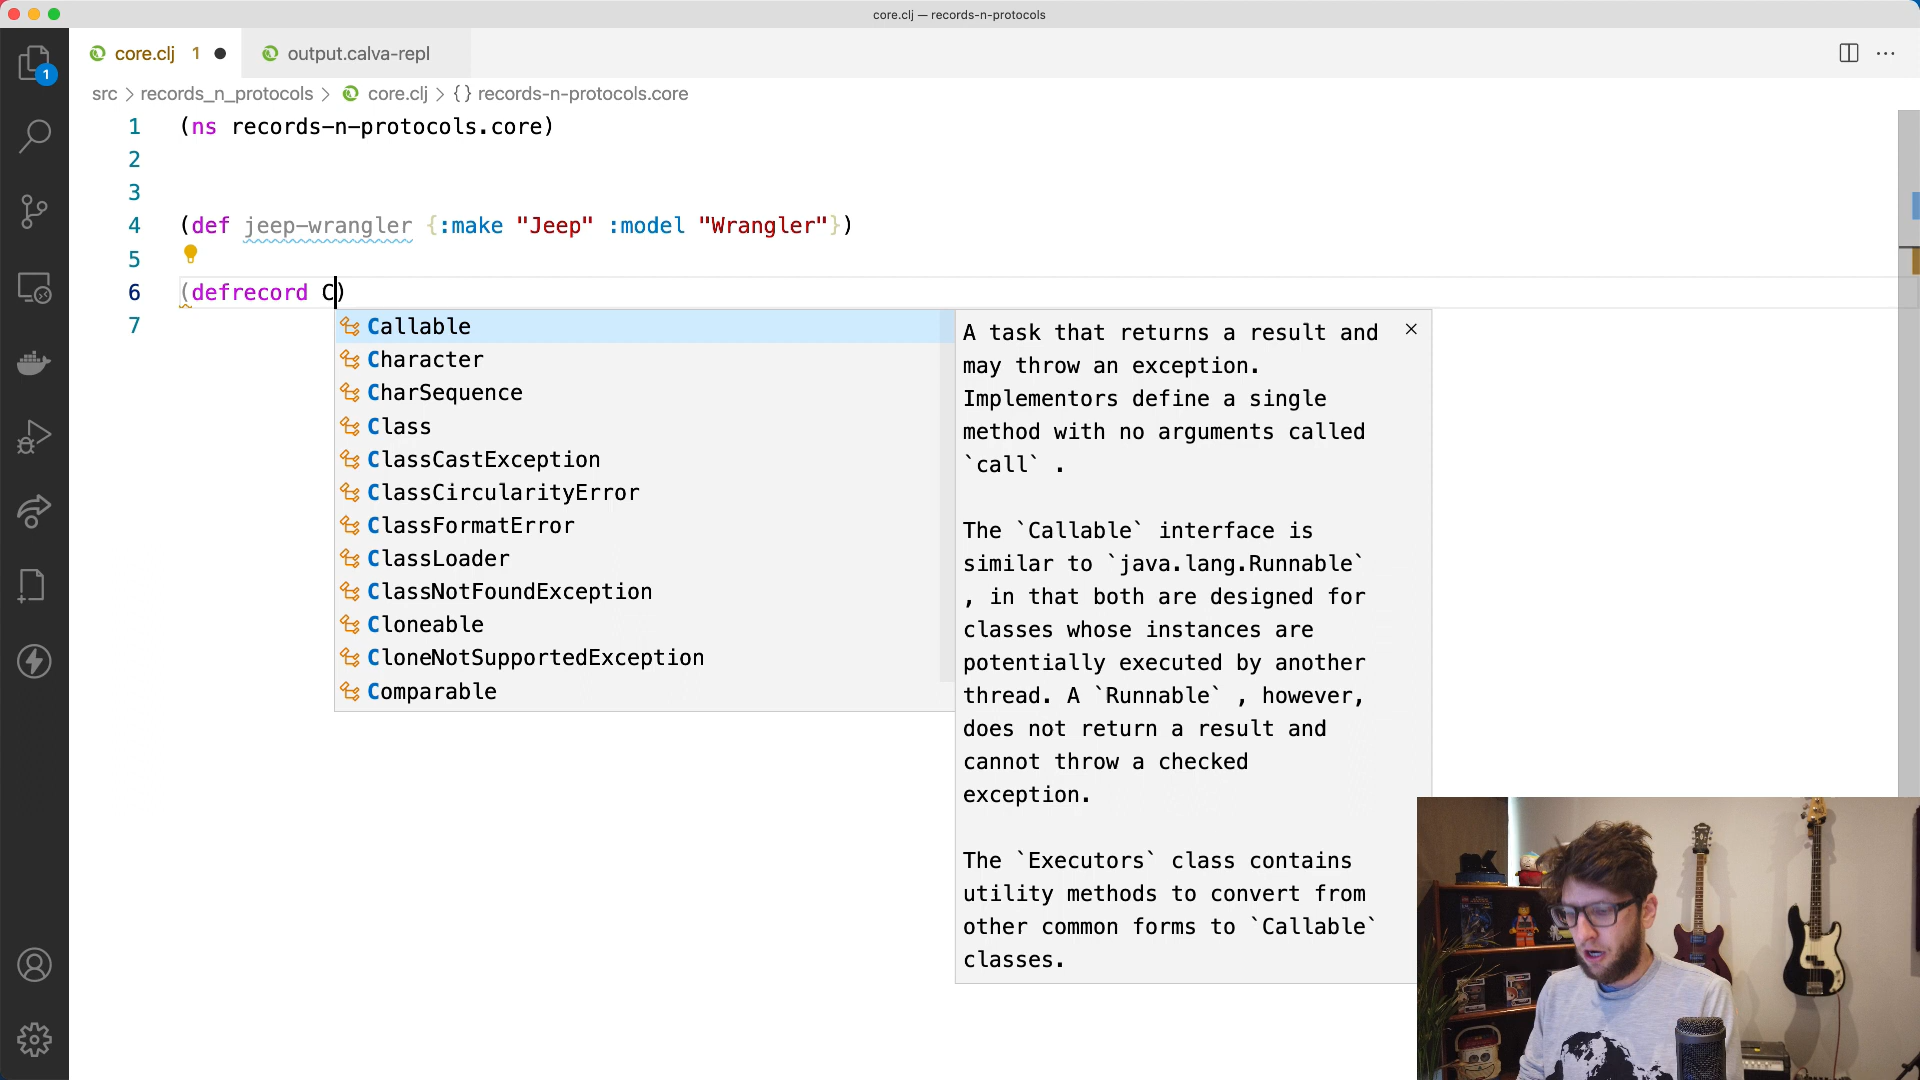 core.clj — records-n-protocols
core.clj 1
output.calva-repl
1
src > records_n_protocols > core.clj > {} records-n-protocols.core
1 (ns records-n-protocols.core)
2
3
4 (def jeep-wrangler {:make "Jeep" :model "Wrangler"})
5
6 (defrecord C)
7
Callable
Character
CharSequence
Class
ClassCastException
ClassCircularityError
ClassFormatError
ClassLoader
ClassNotFoundException
Cloneable
CloneNotSupportedException
Comparable
A task that returns a result and
may throw an exception.
Implementors define a single
method with no arguments called
`call` .
The `Callable` interface is
similar to `java.lang.Runnable`
, in that both are designed for
classes whose instances are
potentially executed by another
thread. A `Runnable` , however,
does not return a result and
cannot throw a checked
exception.
The `Executors` class contains
utility methods to convert from
other common forms to `Callable`
classes.